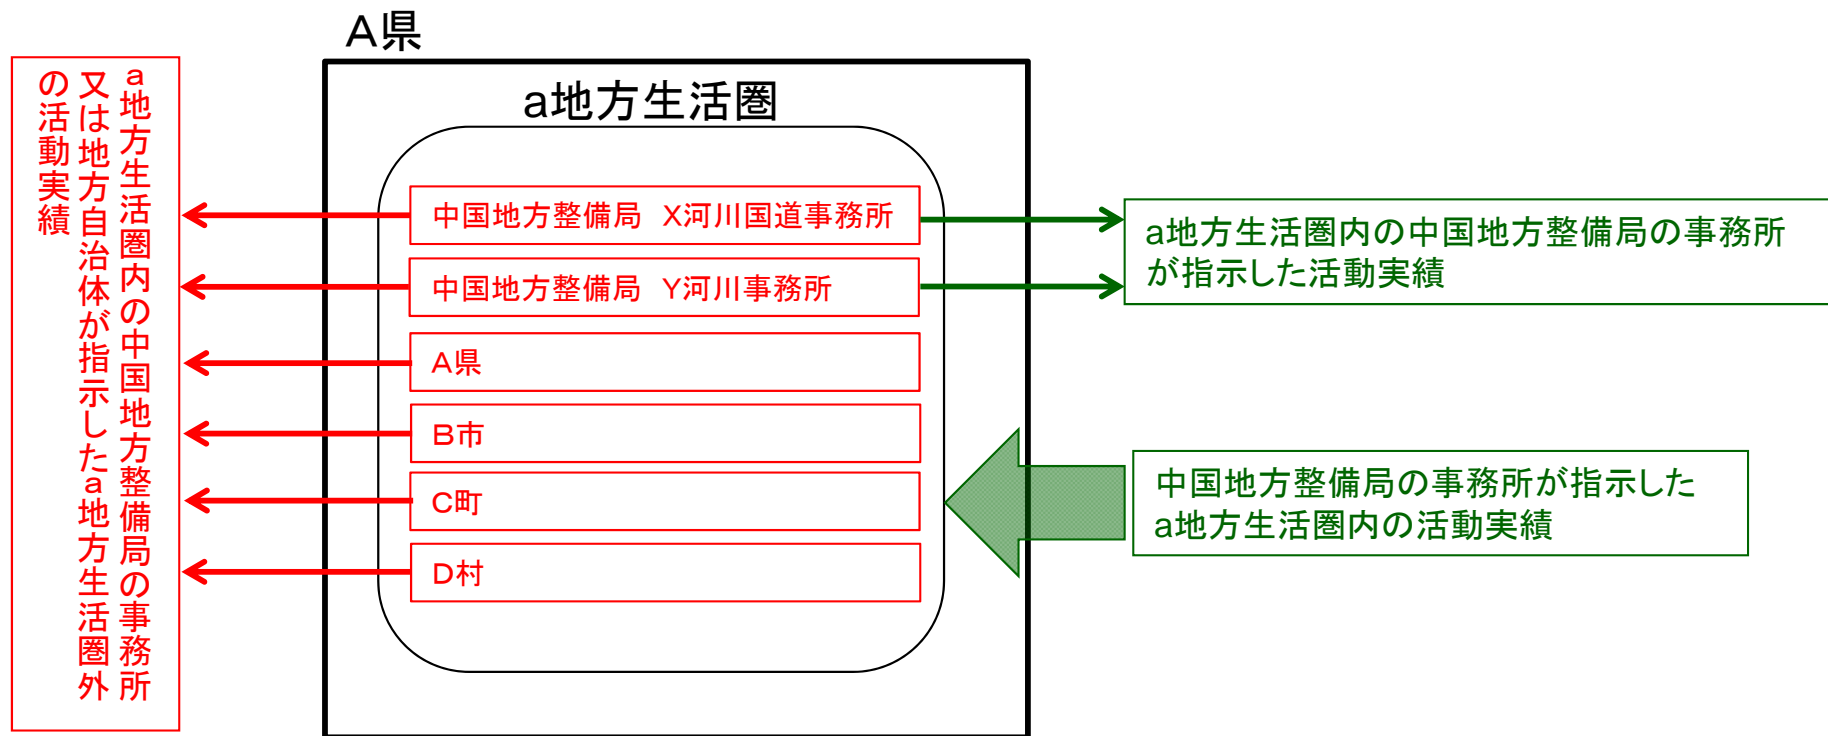 A県
a地方生活圏
a地方生活圏内の中国地方整備局の事務所
又は地方自治体が指示したa地方生活圏外
の活動実績
中国地方整備局　X河川国道事務所
中国地方整備局　Y河川事務所
A県
B市
C町
D村
a地方生活圏内の中国地方整備局の事務所
が指示した活動実績
中国地方整備局の事務所が指示した
a地方生活圏内の活動実績